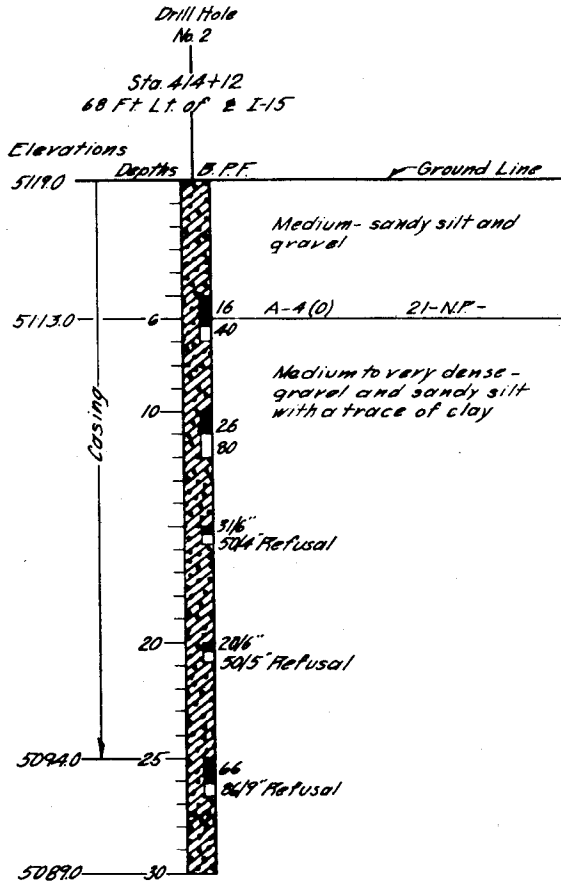 Drill Hole
No. 2
Sta. 414+12
68 Ft. Lt. of ℄ I-15
Elevations
Depths B.P.F. Ground Line
5119.0
Medium- sandy silt and
gravel
16 A-4(0) 21-N.P.-
5113.0 6
40
Medium to very dense-
gravel and sandy silt
with a trace of clay
10
26
80
Casing
31/6"
50/4" Refusal
20 28/6"
50/5" Refusal
5094.0 25
66
86/9" Refusal
5089.0 30